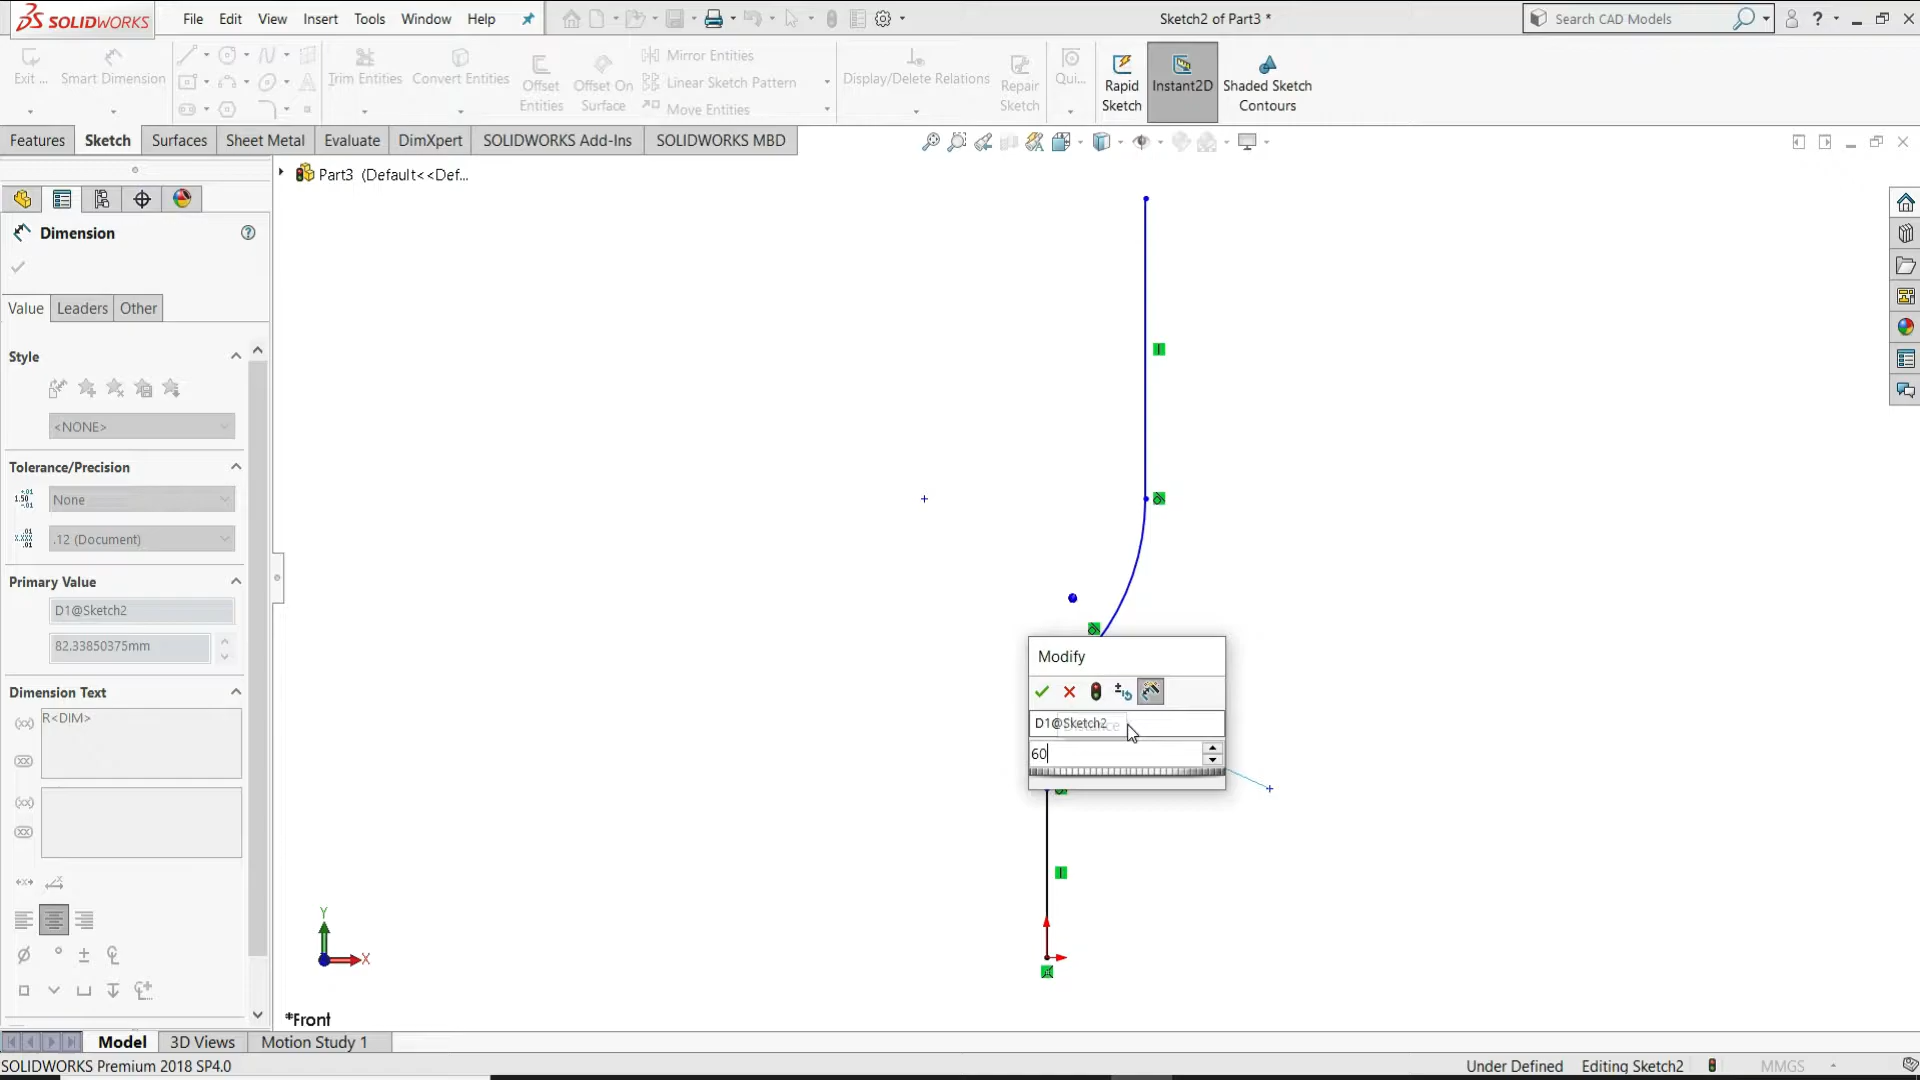 SOLIDWORKS
File Edit View Insert Tools Window Help
Sketch2 of Part3 *
Search CAD Models
Exit ...
Smart Dimension
Trim Entities
Convert Entities
Offset Entities
Offset On Surface
Mirror Entities
Linear Sketch Pattern
Move Entities
Display/Delete Relations
Repair Sketch
Qui...
Rapid Sketch
Instant2D
Shaded Sketch Contours
Features Sketch Surfaces Sheet Metal Evaluate DimXpert SOLIDWORKS Add-Ins SOLIDWORKS MBD
Part3 (Default<<Def...
Dimension
Value Leaders Other
Style
<NONE>
Tolerance/Precision
None
.12 (Document)
Primary Value
D1@Sketch2
82.33850375mm
Dimension Text
R<DIM>
Modify
D1@Sketch2
Distance
60
Y
X
*Front
Model 3D Views Motion Study 1
SOLIDWORKS Premium 2018 SP4.0
Under Defined Editing Sketch2 MMGS